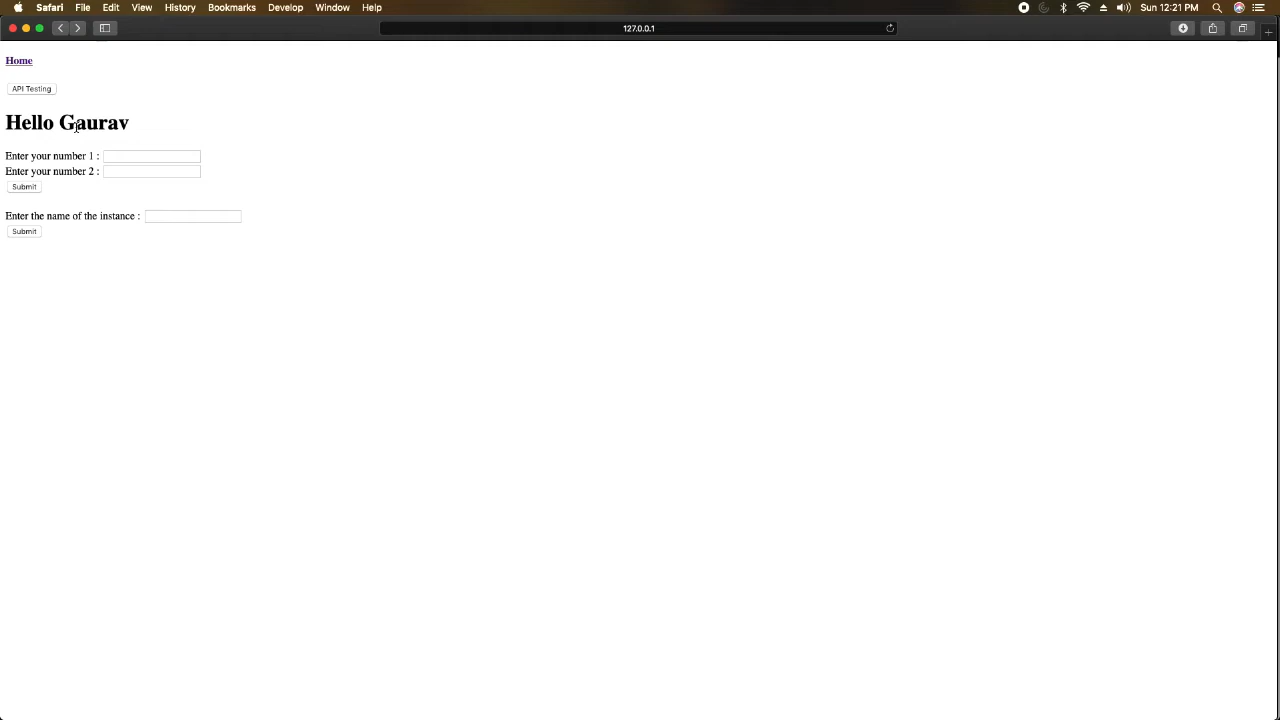 Safari File Edit View History Bookmarks Develop Window Help Sun 12:21 PM
127.0.0.1
Home
API Testing
Hello Gaurav
Enter your number 1 :
Enter your number 2 :
Submit
Enter the name of the instance :
Submit